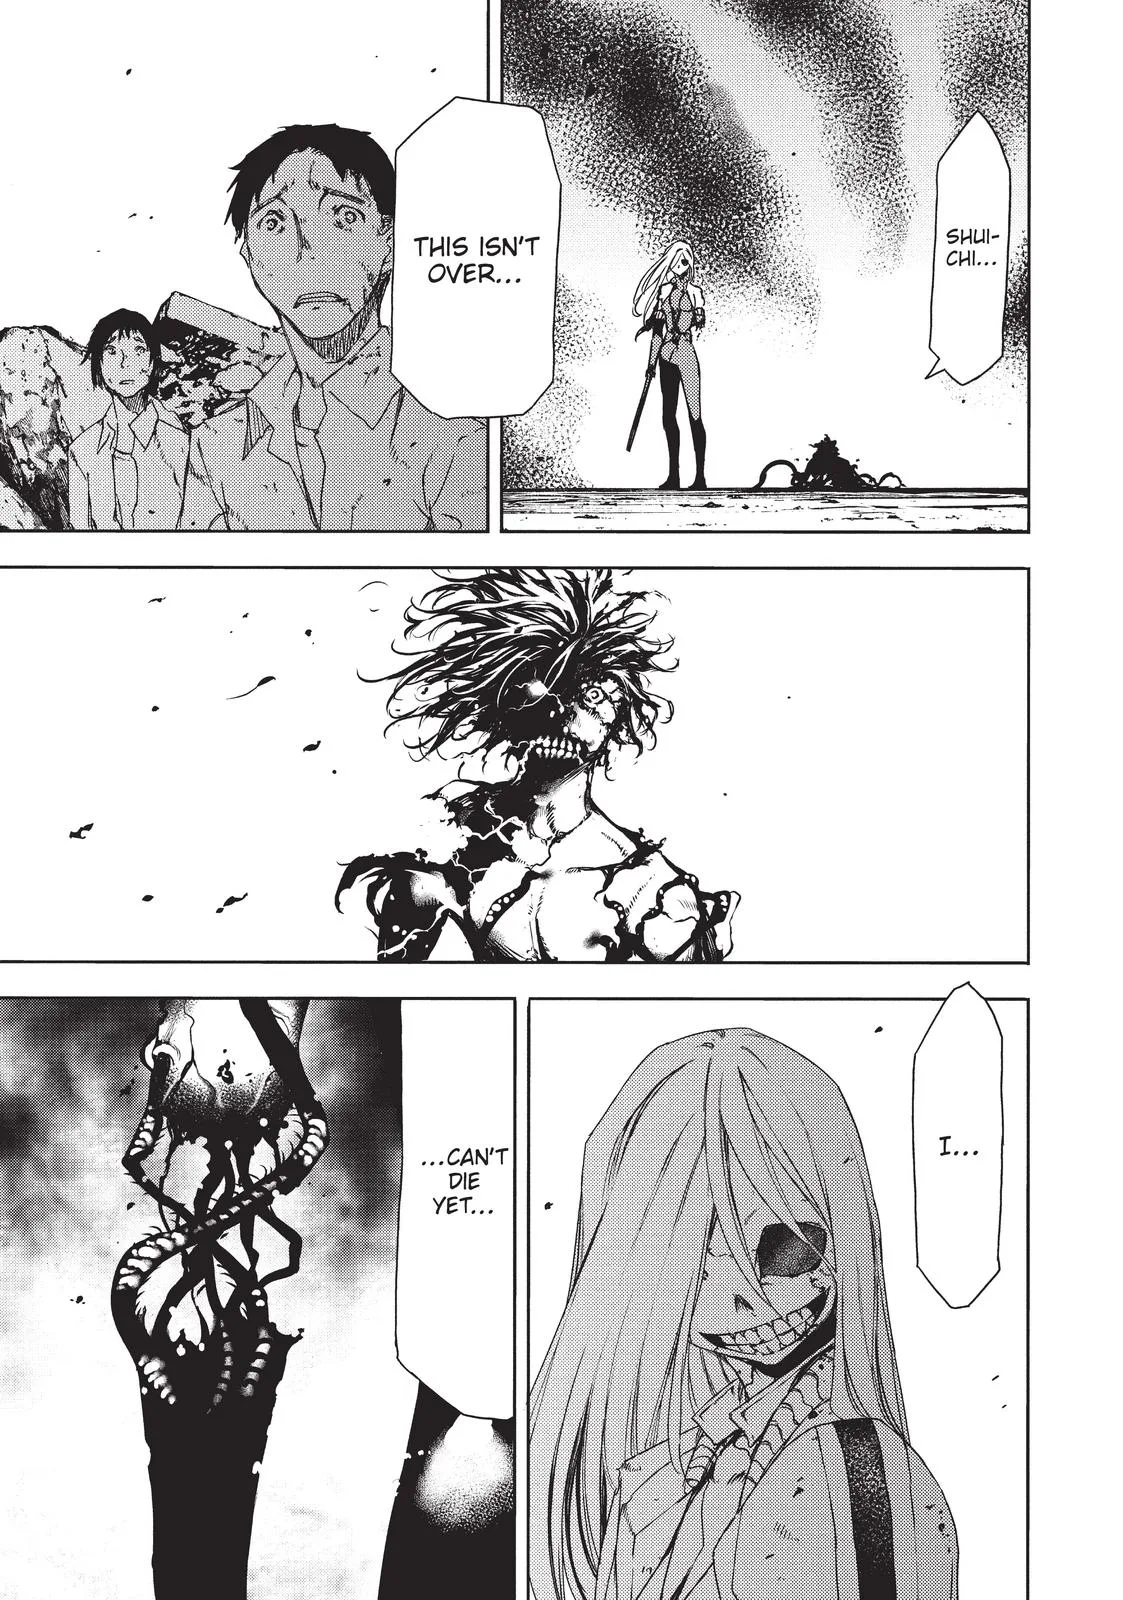 SHUI-
CHI...
THIS ISN'T
OVER...
I...
...CAN'T
DIE
YET...